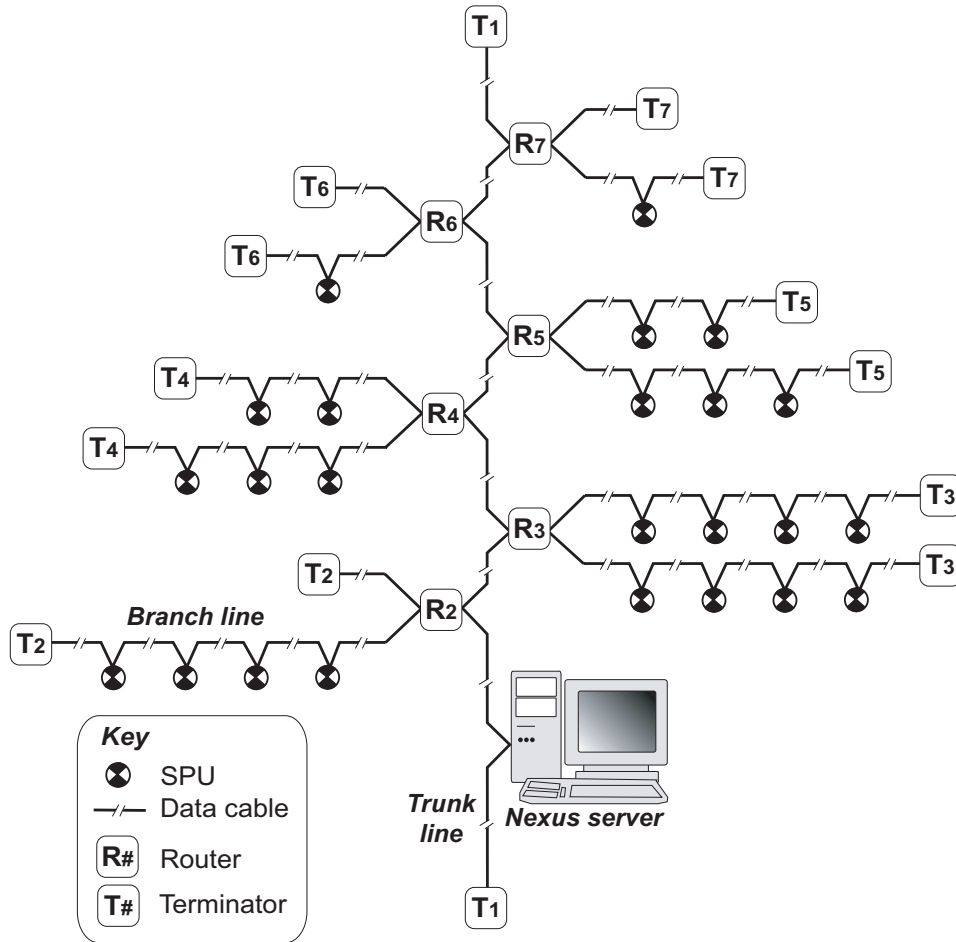 T1
R7
T7
T7
T6
R6
T6
T5
R5
T5
T4
R4
T4
T3
R3
T3
T2
R2
Branch line
T2
Key
SPU
Data cable
R# Router
T# Terminator
Trunk
line
Nexus server
T1